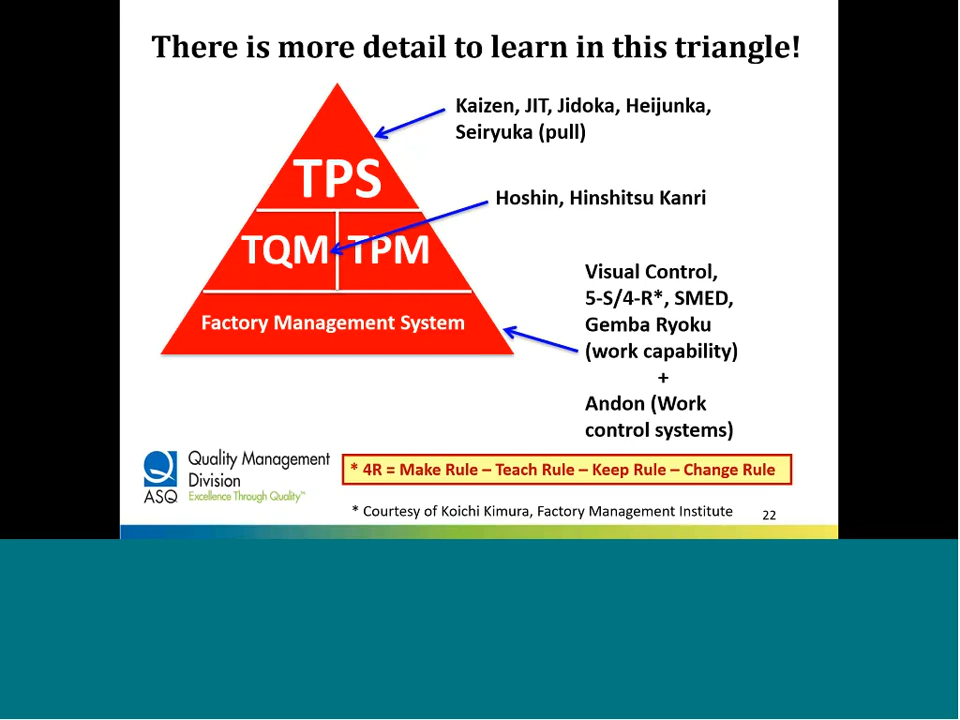 There is more detail to learn in this triangle!
Kaizen, JIT, Jidoka, Heijunka,
Seiryuka (pull)
TPS
Hoshin, Hinshitsu Kanri
TQM TPM
Visual Control,
5-S/4-R*, SMED,
Gemba Ryoku
(work capability)
+
Andon (Work
control systems)
Factory Management System
Quality Management
Division
ASQ Excellence Through Quality™
* 4R = Make Rule – Teach Rule – Keep Rule – Change Rule
* Courtesy of Koichi Kimura, Factory Management Institute
22